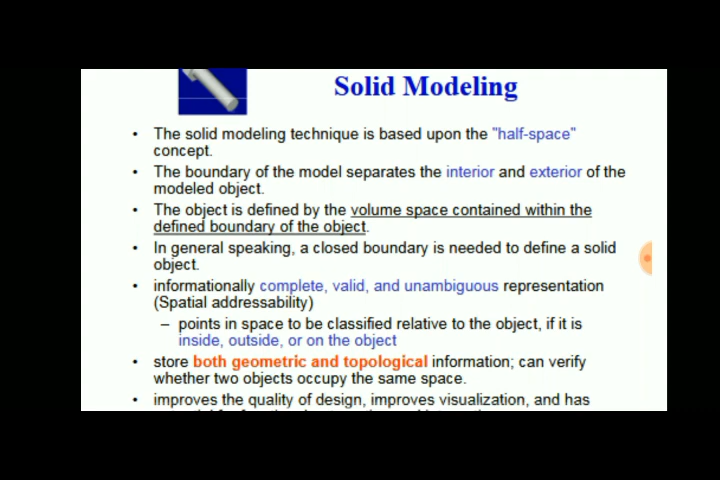 Solid Modeling
• The solid modeling technique is based upon the "half-space"
concept.
• The boundary of the model separates the interior and exterior of the
modeled object.
• The object is defined by the volume space contained within the
defined boundary of the object.
• In general speaking, a closed boundary is needed to define a solid
object.
• informationally complete, valid, and unambiguous representation
(Spatial addressability)
– points in space to be classified relative to the object, if it is
inside, outside, or on the object
• store both geometric and topological information; can verify
whether two objects occupy the same space.
• improves the quality of design, improves visualization, and has